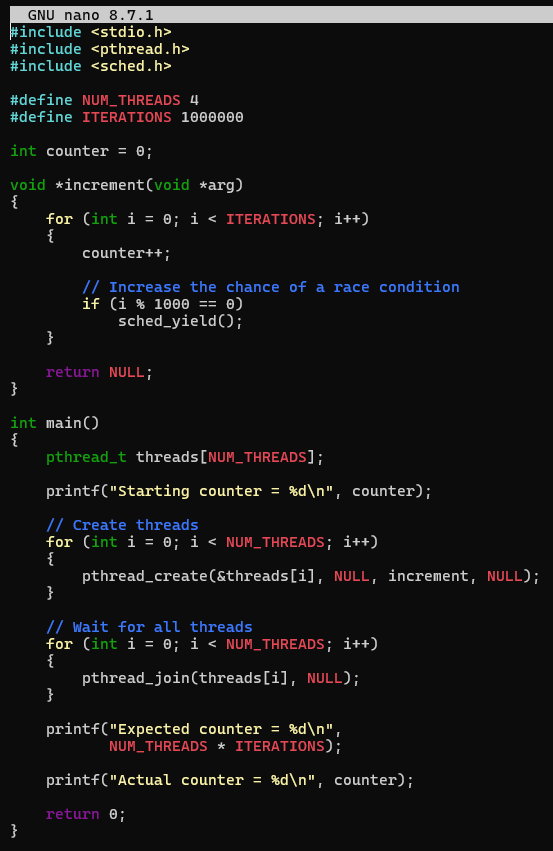 GNU nano 8.7.1
#include <stdio.h>
#include <pthread.h>
#include <sched.h>

#define NUM_THREADS 4
#define ITERATIONS 1000000

int counter = 0;

void *increment(void *arg)
{
    for (int i = 0; i < ITERATIONS; i++)
    {
        counter++;

        // Increase the chance of a race condition
        if (i % 1000 == 0)
            sched_yield();
    }

    return NULL;
}

int main()
{
    pthread_t threads[NUM_THREADS];

    printf("Starting counter = %d\n", counter);

    // Create threads
    for (int i = 0; i < NUM_THREADS; i++)
    {
        pthread_create(&threads[i], NULL, increment, NULL);
    }

    // Wait for all threads
    for (int i = 0; i < NUM_THREADS; i++)
    {
        pthread_join(threads[i], NULL);
    }

    printf("Expected counter = %d\n",
           NUM_THREADS * ITERATIONS);

    printf("Actual counter = %d\n", counter);

    return 0;
}